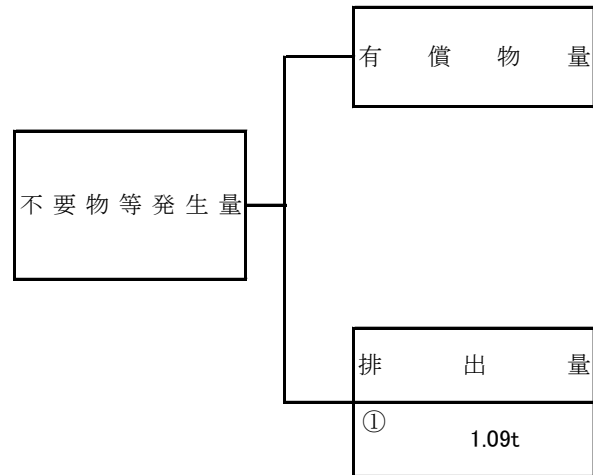 有償物量
不要物等発生量
排出量
①
1.09t